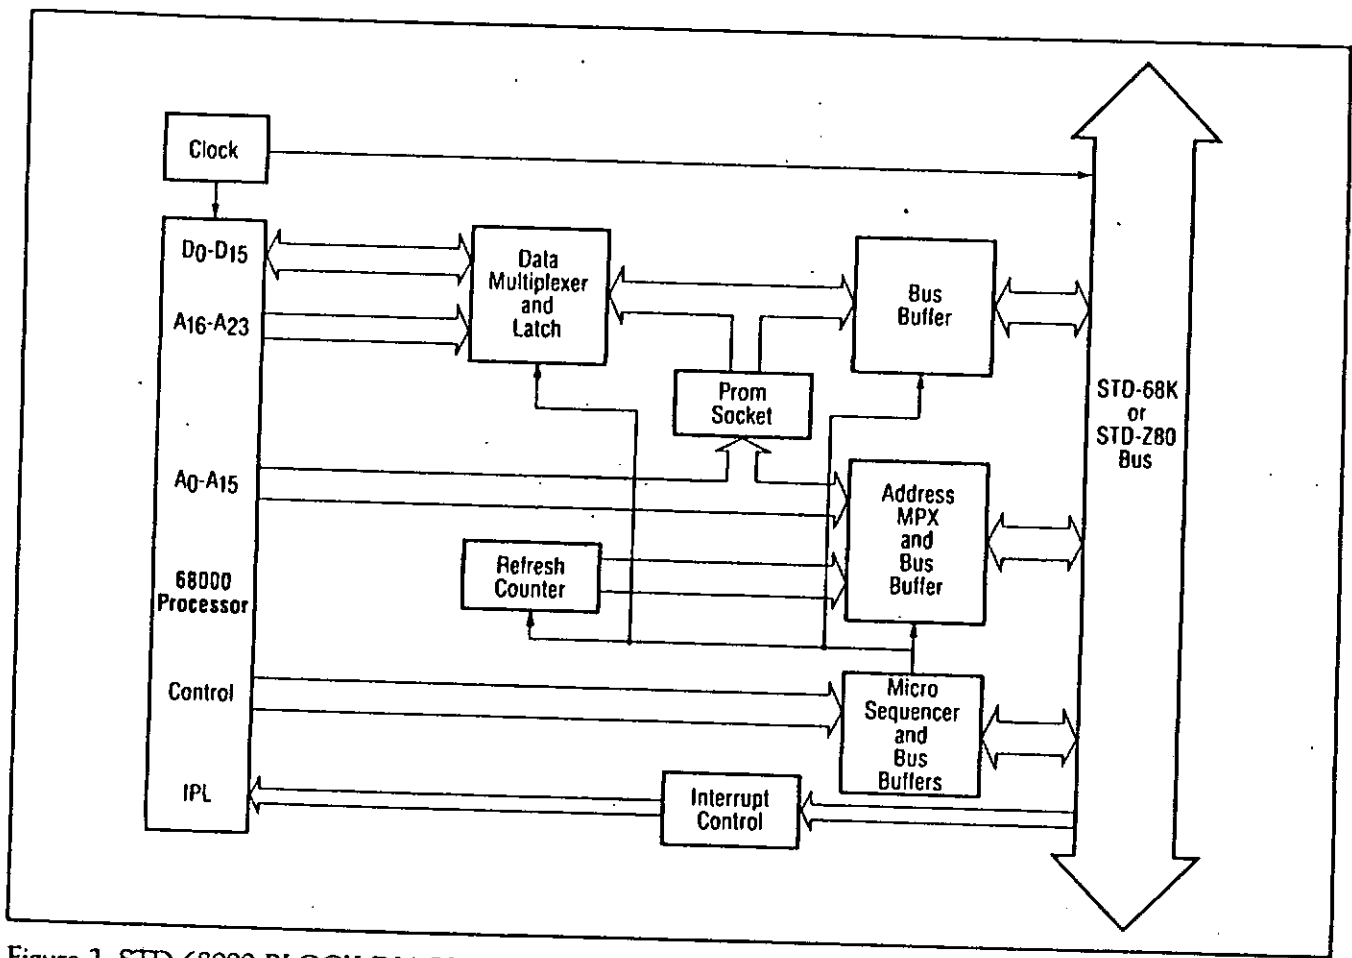 Clock
D0-D15
A16-A23
A0-A15
68000
Processor
Control
IPL
Data
Multiplexer
and
Latch
Prom
Socket
Bus
Buffer
Refresh
Counter
Address
MPX
and
Bus
Buffer
Micro
Sequencer
and
Bus
Buffers
Interrupt
Control
STD-68K
or
STD-Z80
Bus